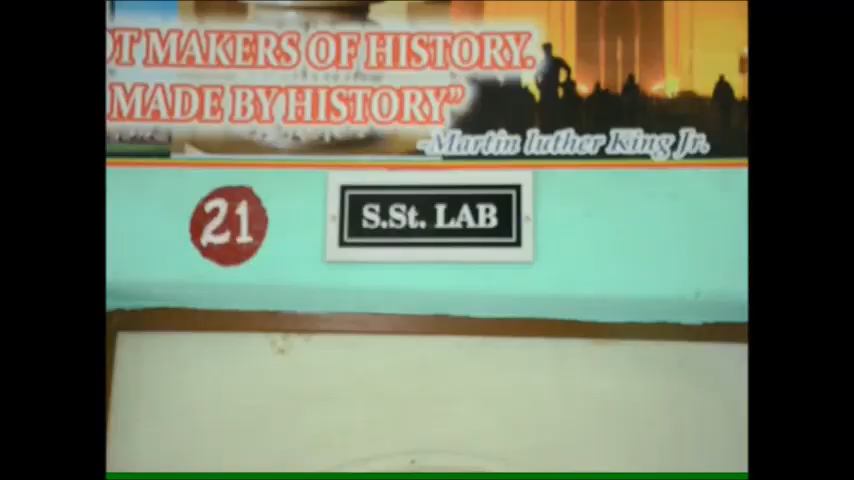 OT MAKERS OF HISTORY.
MADE BY HISTORY”
-Martin luther King Jr.
21
S.St. LAB